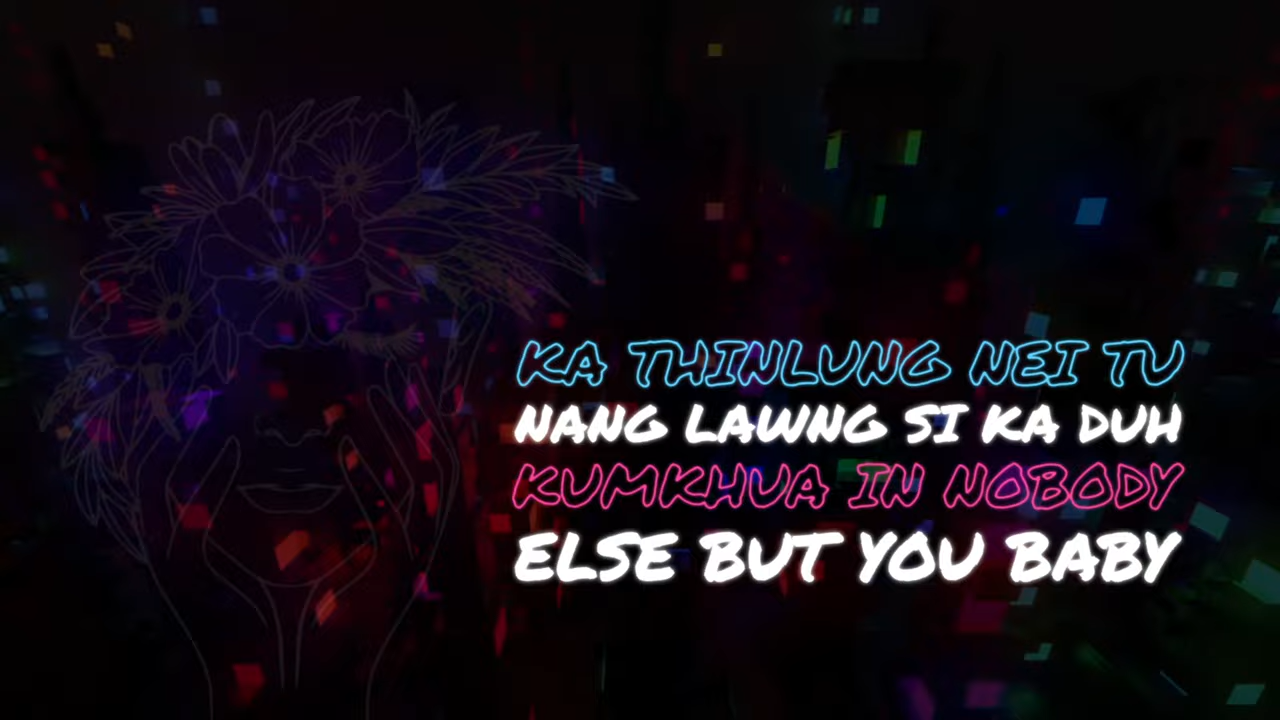 KA THINLUNG NEI TU
NANG LAWNG SI KA DUH
KUMKHUA IN NOBODY
ELSE BUT YOU BABY